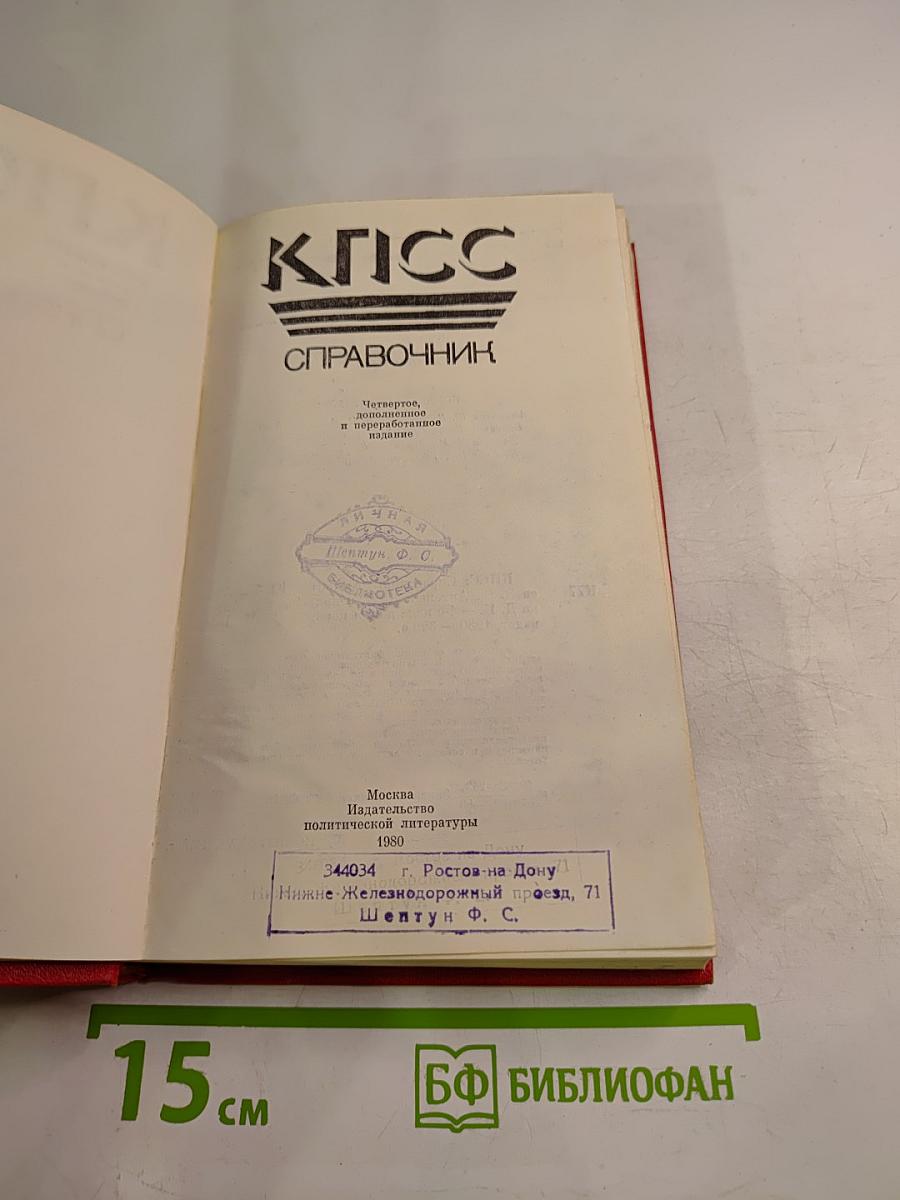 КПСС
СПРАВОЧНИК
Четвертое,
дополненное
и переработанное
издание
ЛИЧНАЯ
Шептун Ф. С.
БИБЛИОТЕКА
Москва
Издательство
политической литературы
1980
344034 г. Ростов-на-Дону
Нижне-Железнодорожный проезд, 71
Шептун Ф. С.
15 см
БФ БИБЛИОФАН